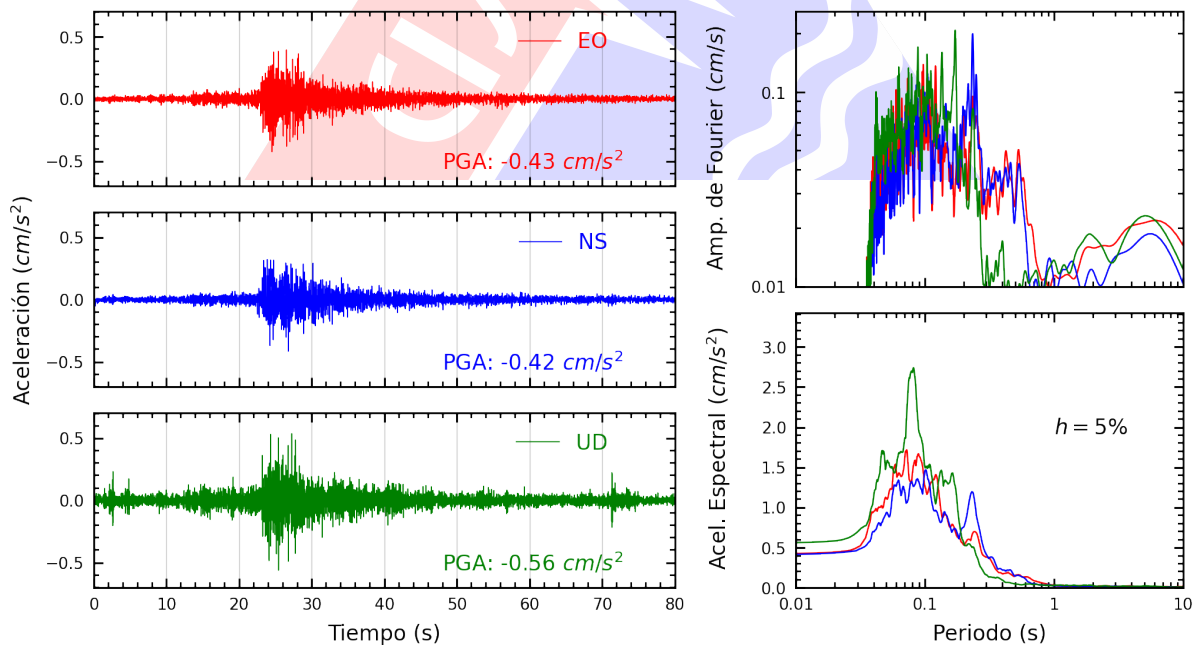 Aceleración (cm/s²)
0.5
0.0
−0.5
EO
PGA: -0.43 cm/s²
0.5
0.0
−0.5
NS
PGA: -0.42 cm/s²
0.5
0.0
−0.5
UD
PGA: -0.56 cm/s²
0 10 20 30 40 50 60 70 80
Tiempo (s)
Amp. de Fourier (cm/s)
0.1
0.01
Acel. Espectral (cm/s²)
3.0
2.5
2.0
1.5
1.0
0.5
0.0
h = 5%
0.01 0.1 1 10
Periodo (s)